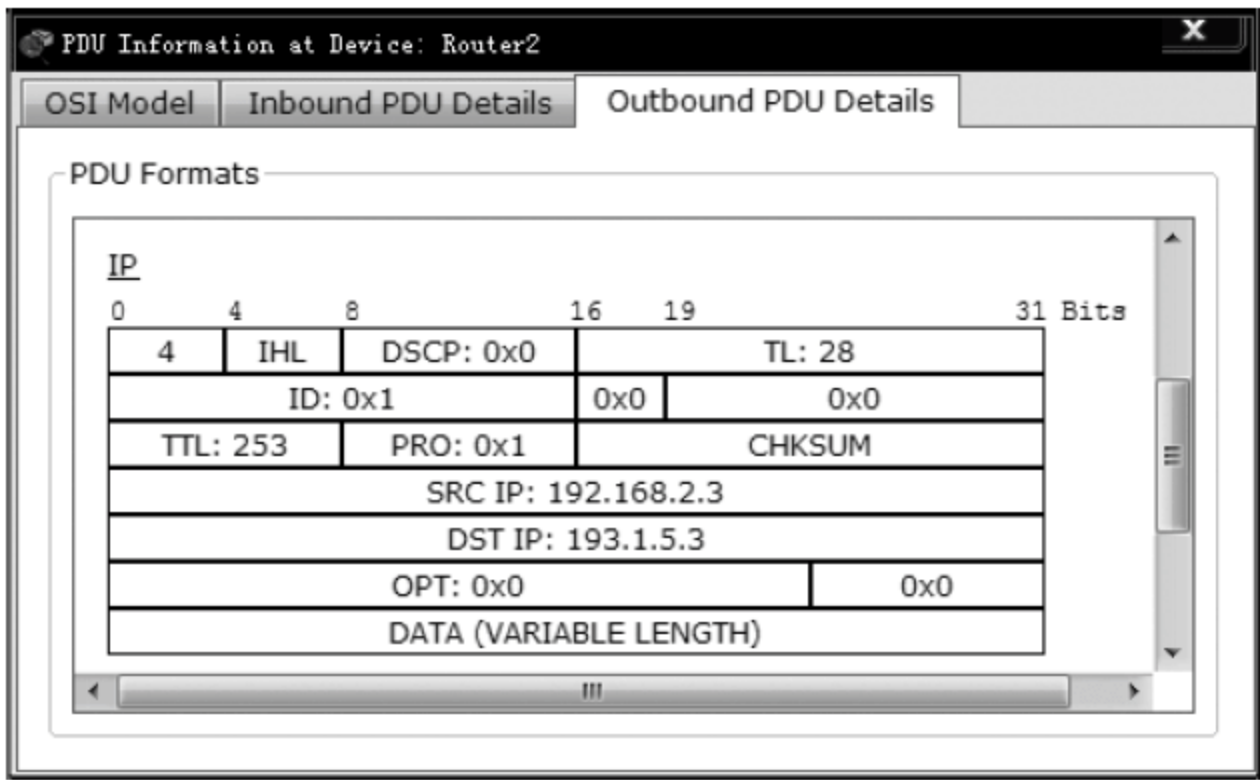 PDU Information at Device: Router2
X
OSI Model Inbound PDU Details Outbound PDU Details
PDU Formats
IP
0 4 8 16 19 31 Bits
4 IHL DSCP: 0x0 TL: 28
ID: 0x1 0x0 0x0
TTL: 253 PRO: 0x1 CHKSUM
SRC IP: 192.168.2.3
DST IP: 193.1.5.3
OPT: 0x0 0x0
DATA (VARIABLE LENGTH)